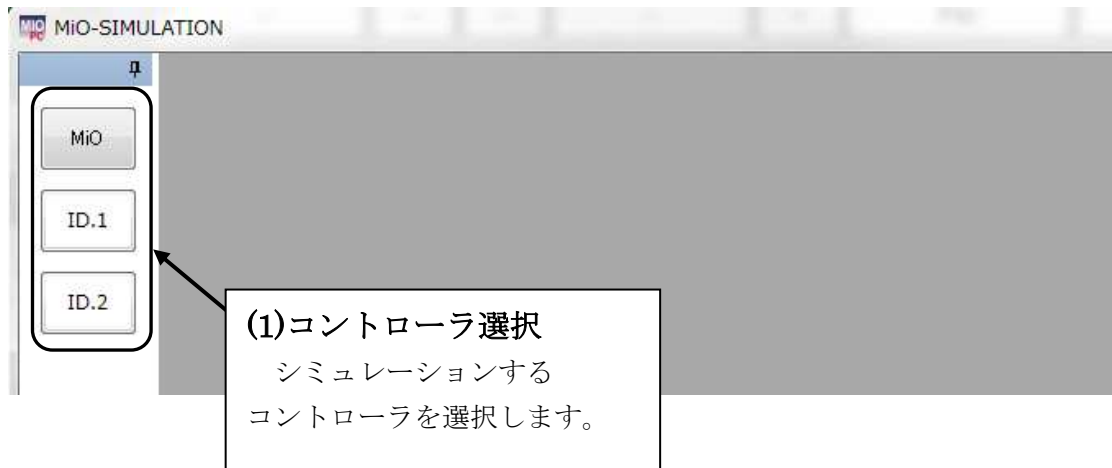 MIO
PC
MiO-SIMULATION
MiO
ID.1
ID.2
(1)コントローラ選択
シミュレーションする
コントローラを選択します。